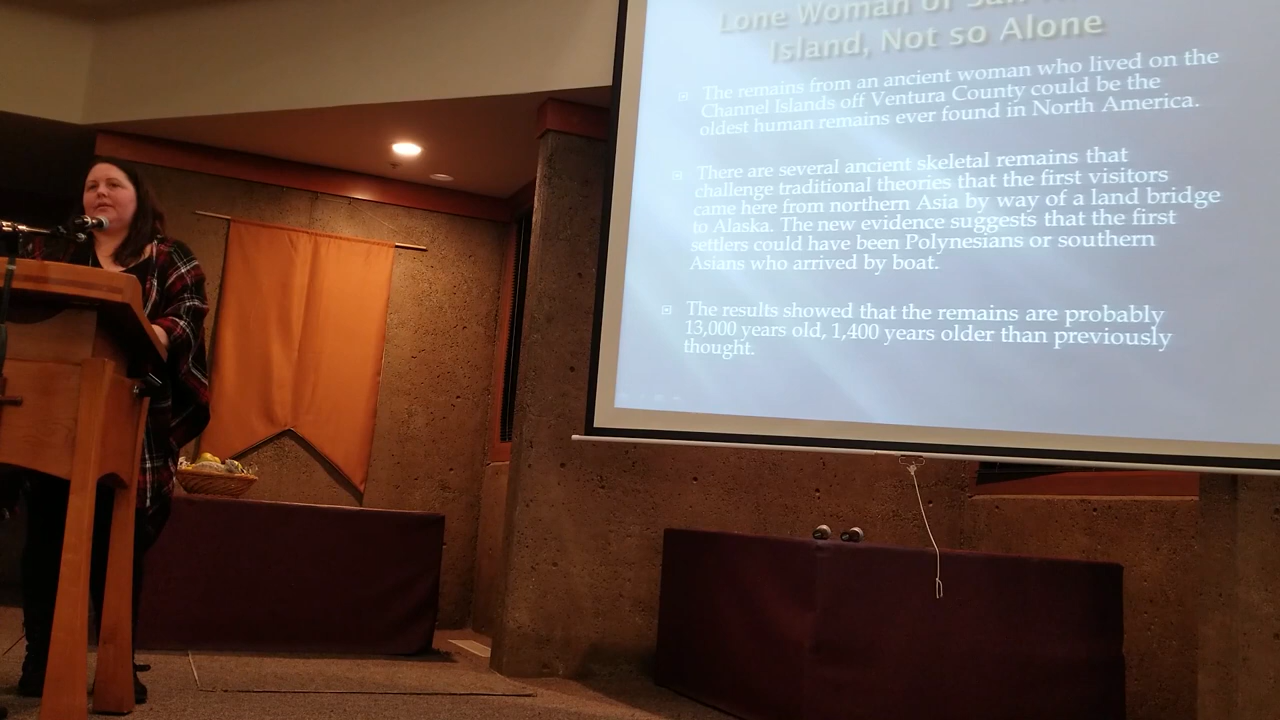 Lone Woman of San
Island, Not so Alone
The remains from an ancient woman who lived on the
Channel Islands off Ventura County could be the
oldest human remains ever found in North America.
There are several ancient skeletal remains that
challenge traditional theories that the first visitors
came here from northern Asia by way of a land bridge
to Alaska. The new evidence suggests that the first
settlers could have been Polynesians or southern
Asians who arrived by boat.
The results showed that the remains are probably
13,000 years old, 1,400 years older than previously
thought.